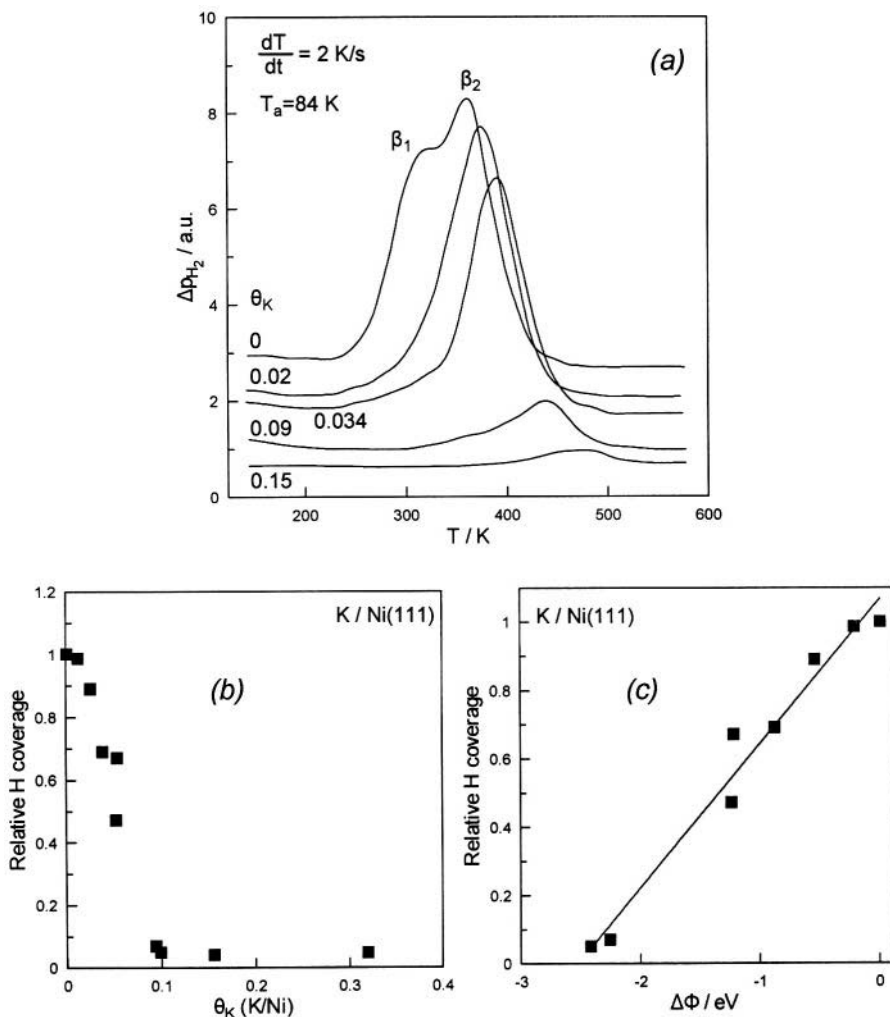 10
8
6
4
2
0
Δp_H₂ / a.u.
dT/dt = 2 K/s
T_a=84 K
(a)
β₁
β₂
θ_K
0
0.02
0.034
0.09
0.15
200
300
400
500
600
T / K
1.2
1
0.8
0.6
0.4
0.2
0
Relative H coverage
K / Ni(111)
(b)
0
0.1
0.2
0.3
0.4
θ_K (K/Ni)
1
0.8
0.6
0.4
0.2
0
Relative H coverage
K / Ni(111)
(c)
-3
-2
-1
0
ΔΦ / eV